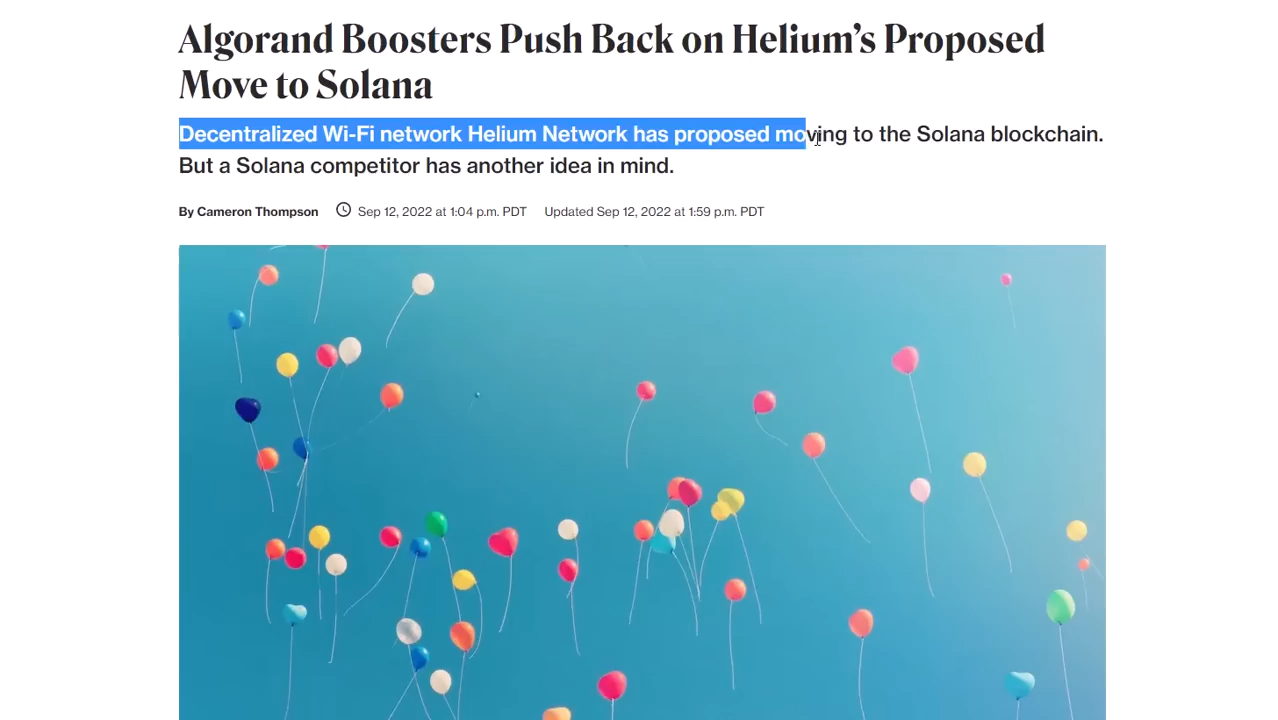 Algorand Boosters Push Back on Helium’s Proposed
Move to Solana
Decentralized Wi-Fi network Helium Network has proposed moving to the Solana blockchain.
But a Solana competitor has another idea in mind.
By Cameron Thompson Sep 12, 2022 at 1:04 p.m. PDT Updated Sep 12, 2022 at 1:59 p.m. PDT